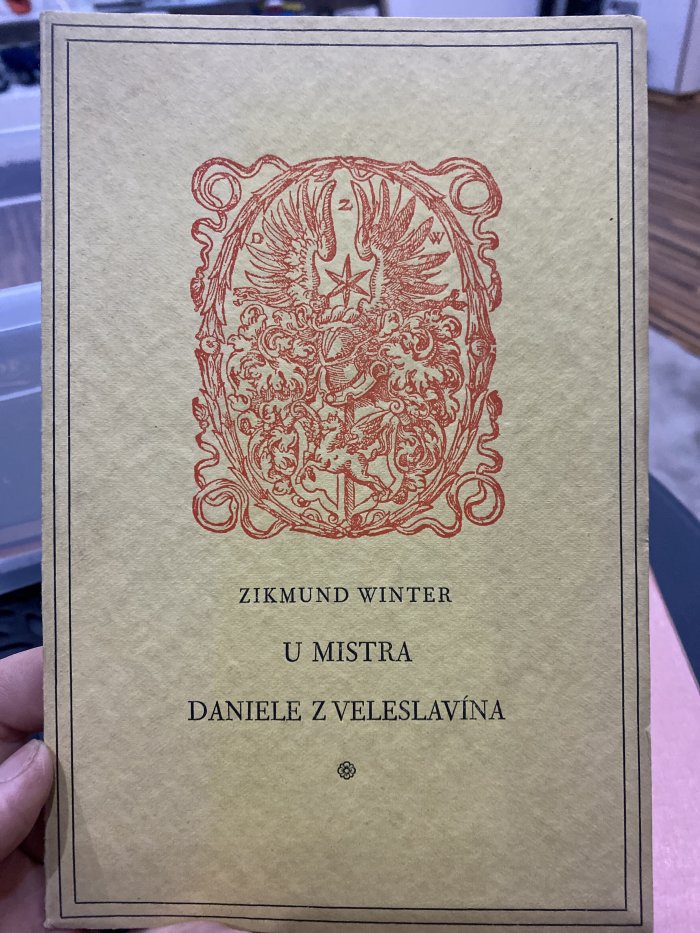 Z
D W
ZIKMUND WINTER
U MISTRA
DANIELE Z VELESLAVÍNA